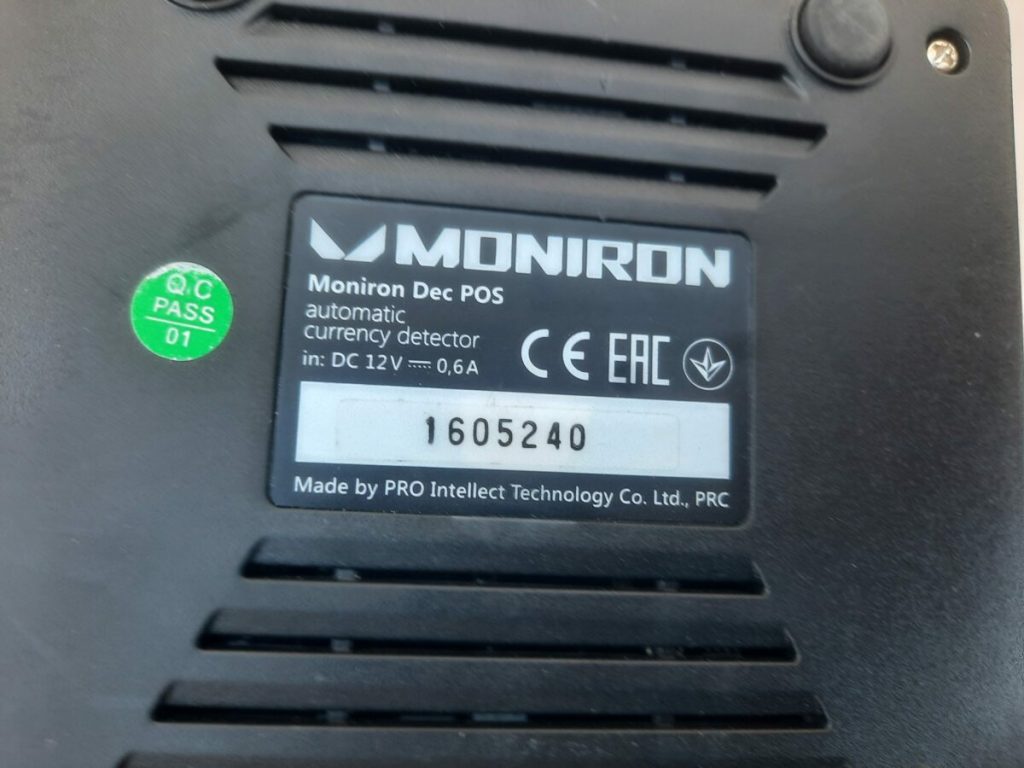 MONIRON
Moniron Dec POS
automatic
currency detector
in: DC 12V ⎓ 0,6A
CE EAC
1605240
Made by PRO Intellect Technology Co. Ltd., PRC
Q.C
PASS
01